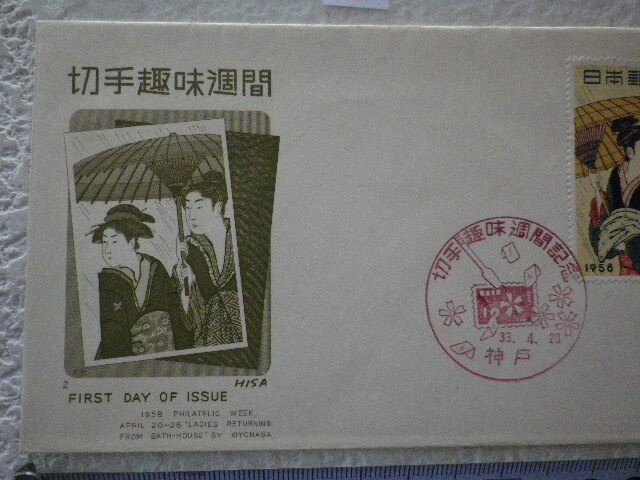 切手趣味週間
2
HISA
FIRST DAY OF ISSUE
1958 PHILATELIC WEEK,
APRIL 20–26 "LADIES RETURNING
FROM BATH-HOUSE" BY KIYONAGA
切手趣味週間記念
33. 4. 20
神戸
日本郵
1958